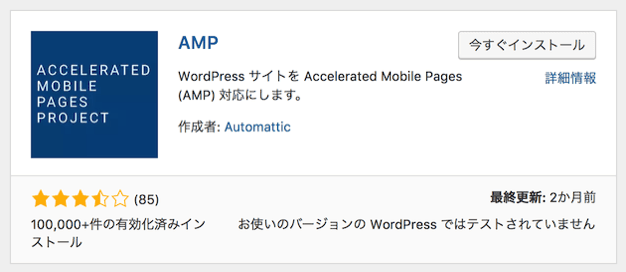 ACCELERATED
MOBILE
PAGES
PROJECT
AMP
今すぐインストール
WordPress サイトを Accelerated Mobile Pages
(AMP) 対応にします。
詳細情報
作成者: Automattic
(85)
最終更新: 2か月前
100,000+件の有効化済みイン
ストール
お使いのバージョンの WordPress ではテストされていません